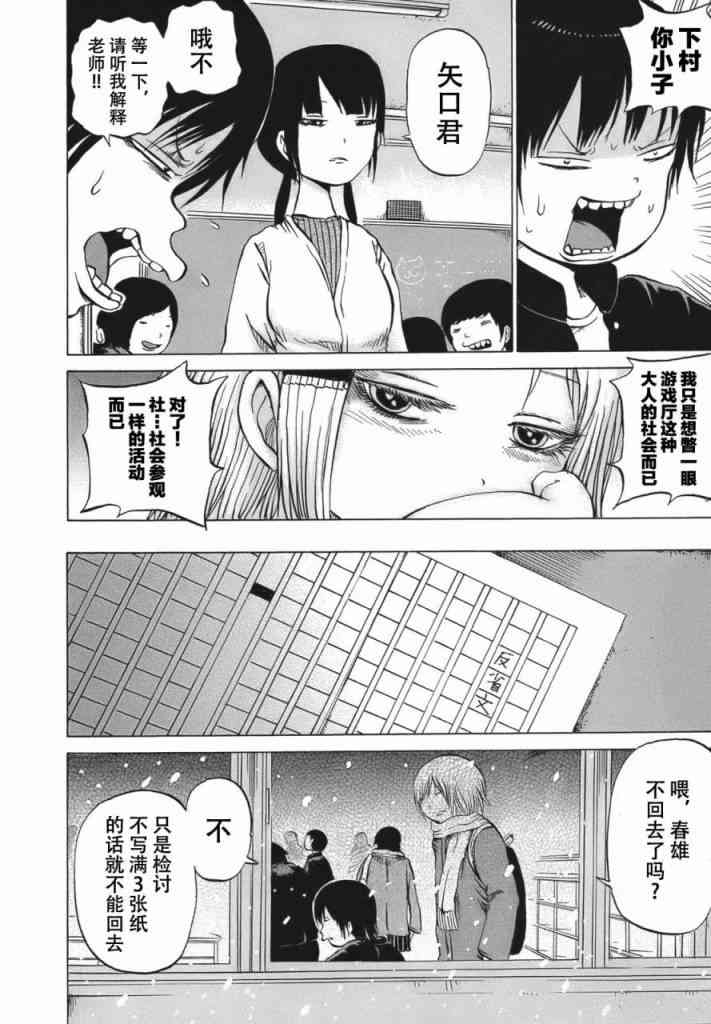 下村
你小子
矢口君
哦不
等一下，
请听我解释
老师!!
我只是想瞥一眼
游戏厅这种
大人的社会而已
对了！
社…社会参观
一样的活动
而已
反省文
喂，春雄
不回去了吗?
不
只是检讨
不写满3张纸
的话就不能回去